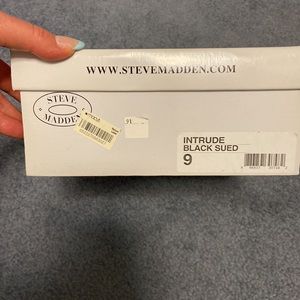 WWW.STEVEMADDEN.COM
STEVE
MADDEN
INTRUDE
BLACK SUED
9